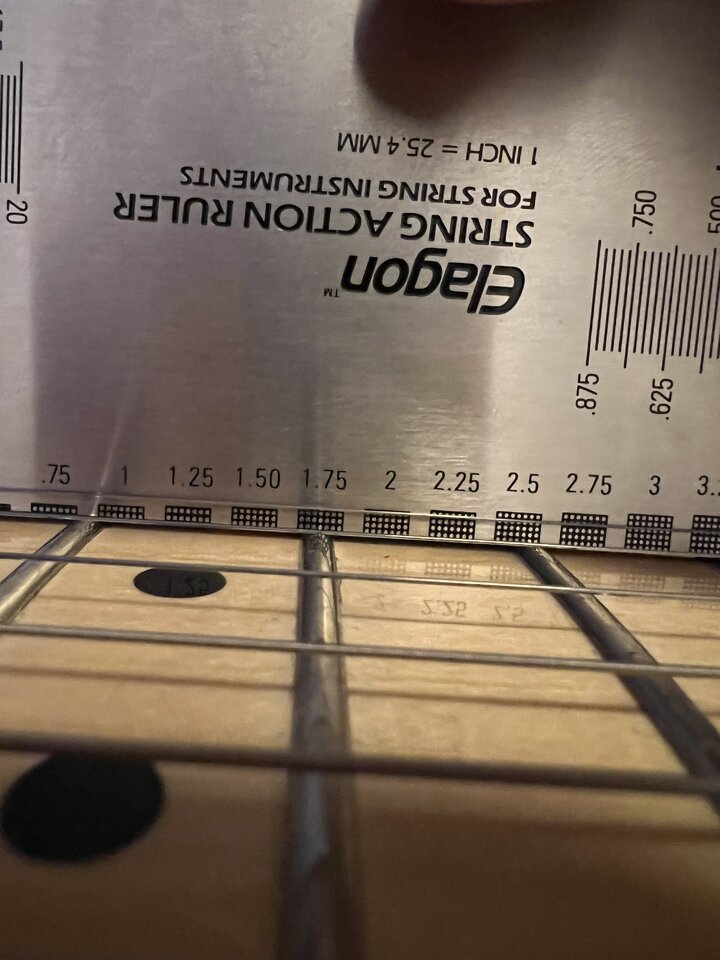 Elagon™
STRING ACTION RULER
FOR STRING INSTRUMENTS
1 INCH = 25.4 MM
20
.750
.875
.625
.75 1 1.25 1.50 1.75 2 2.25 2.5 2.75 3